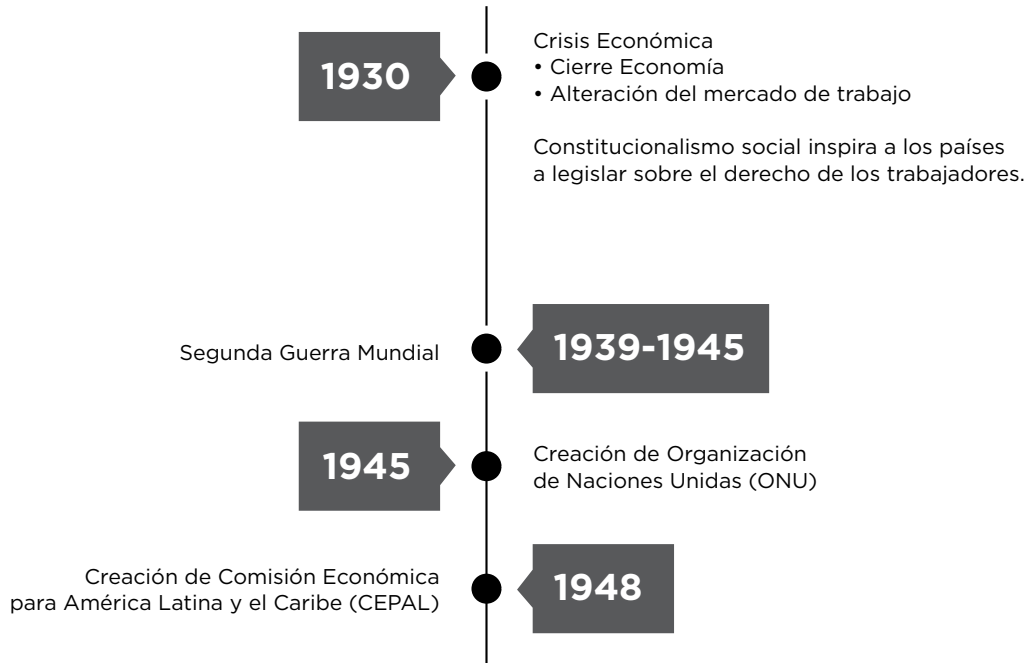 1930
Crisis Económica
• Cierre Economía
• Alteración del mercado de trabajo
Constitucionalismo social inspira a los países
a legislar sobre el derecho de los trabajadores.
Segunda Guerra Mundial
1939-1945
1945
Creación de Organización
de Naciones Unidas (ONU)
Creación de Comisión Económica
para América Latina y el Caribe (CEPAL)
1948